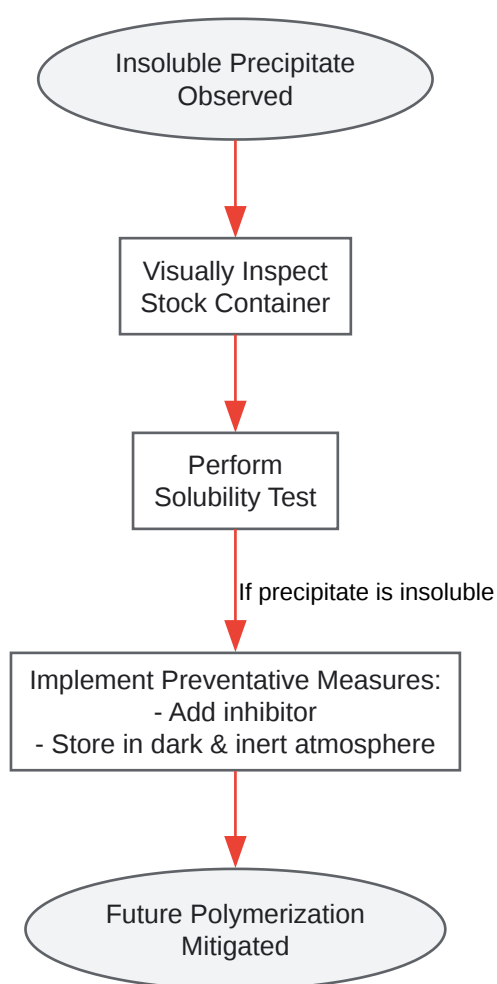 Insoluble Precipitate
Observed
Visually Inspect
Stock Container
Perform
Solubility Test
If precipitate is insoluble
Implement Preventative Measures:
- Add inhibitor
- Store in dark & inert atmosphere
Future Polymerization
Mitigated